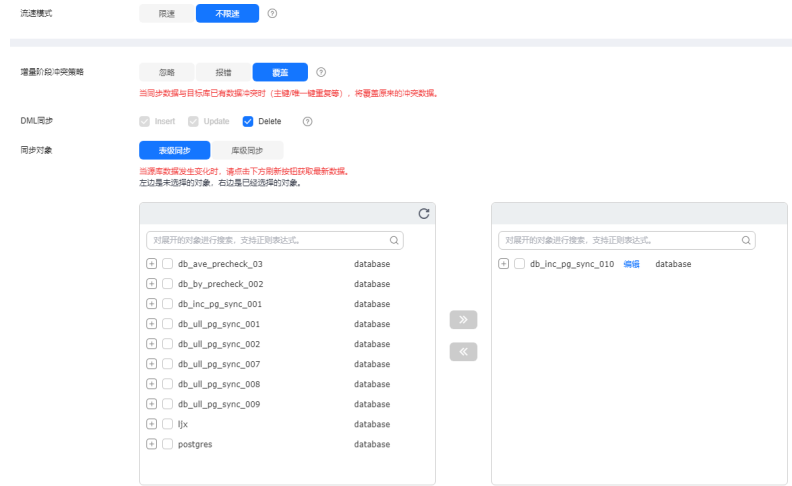 流速模式 限速 不限速
增量阶段冲突策略 忽略 报错 覆盖
当同步数据与目标库已有数据冲突时（主键/唯一键重复等），将覆盖原来的冲突数据。
DML同步 Insert Update Delete
同步对象 表级同步 库级同步
当源库数据发生变化时，请点击下方刷新按钮获取最新数据。
左边是未选择的对象，右边是已经选择的对象。
对展开的对象进行搜索，支持正则表达式。
db_ave_precheck_03 database
db_by_precheck_002 database
db_inc_pg_sync_001 database
db_ull_pg_sync_001 database
db_ull_pg_sync_002 database
db_ull_pg_sync_007 database
db_ull_pg_sync_008 database
db_ull_pg_sync_009 database
ljx database
postgres database
对展开的对象进行搜索，支持正则表达式。
db_inc_pg_sync_010 编辑 database